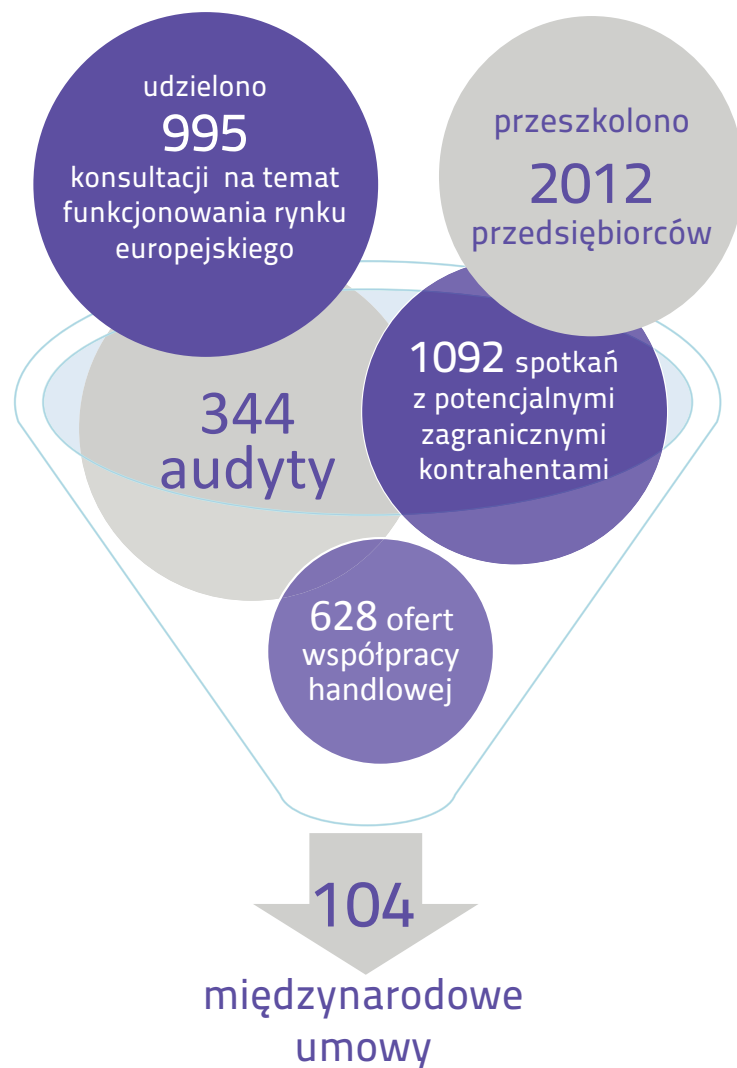 udzielono
995
konsultacji na temat
funkcjonowania rynku
europejskiego
przeszkolono
2012
przedsiębiorców
344
audyty
1092 spotkań
z potencjalnymi
zagranicznymi
kontrahentami
628 ofert
współpracy
handlowej
104
międzynarodowe
umowy